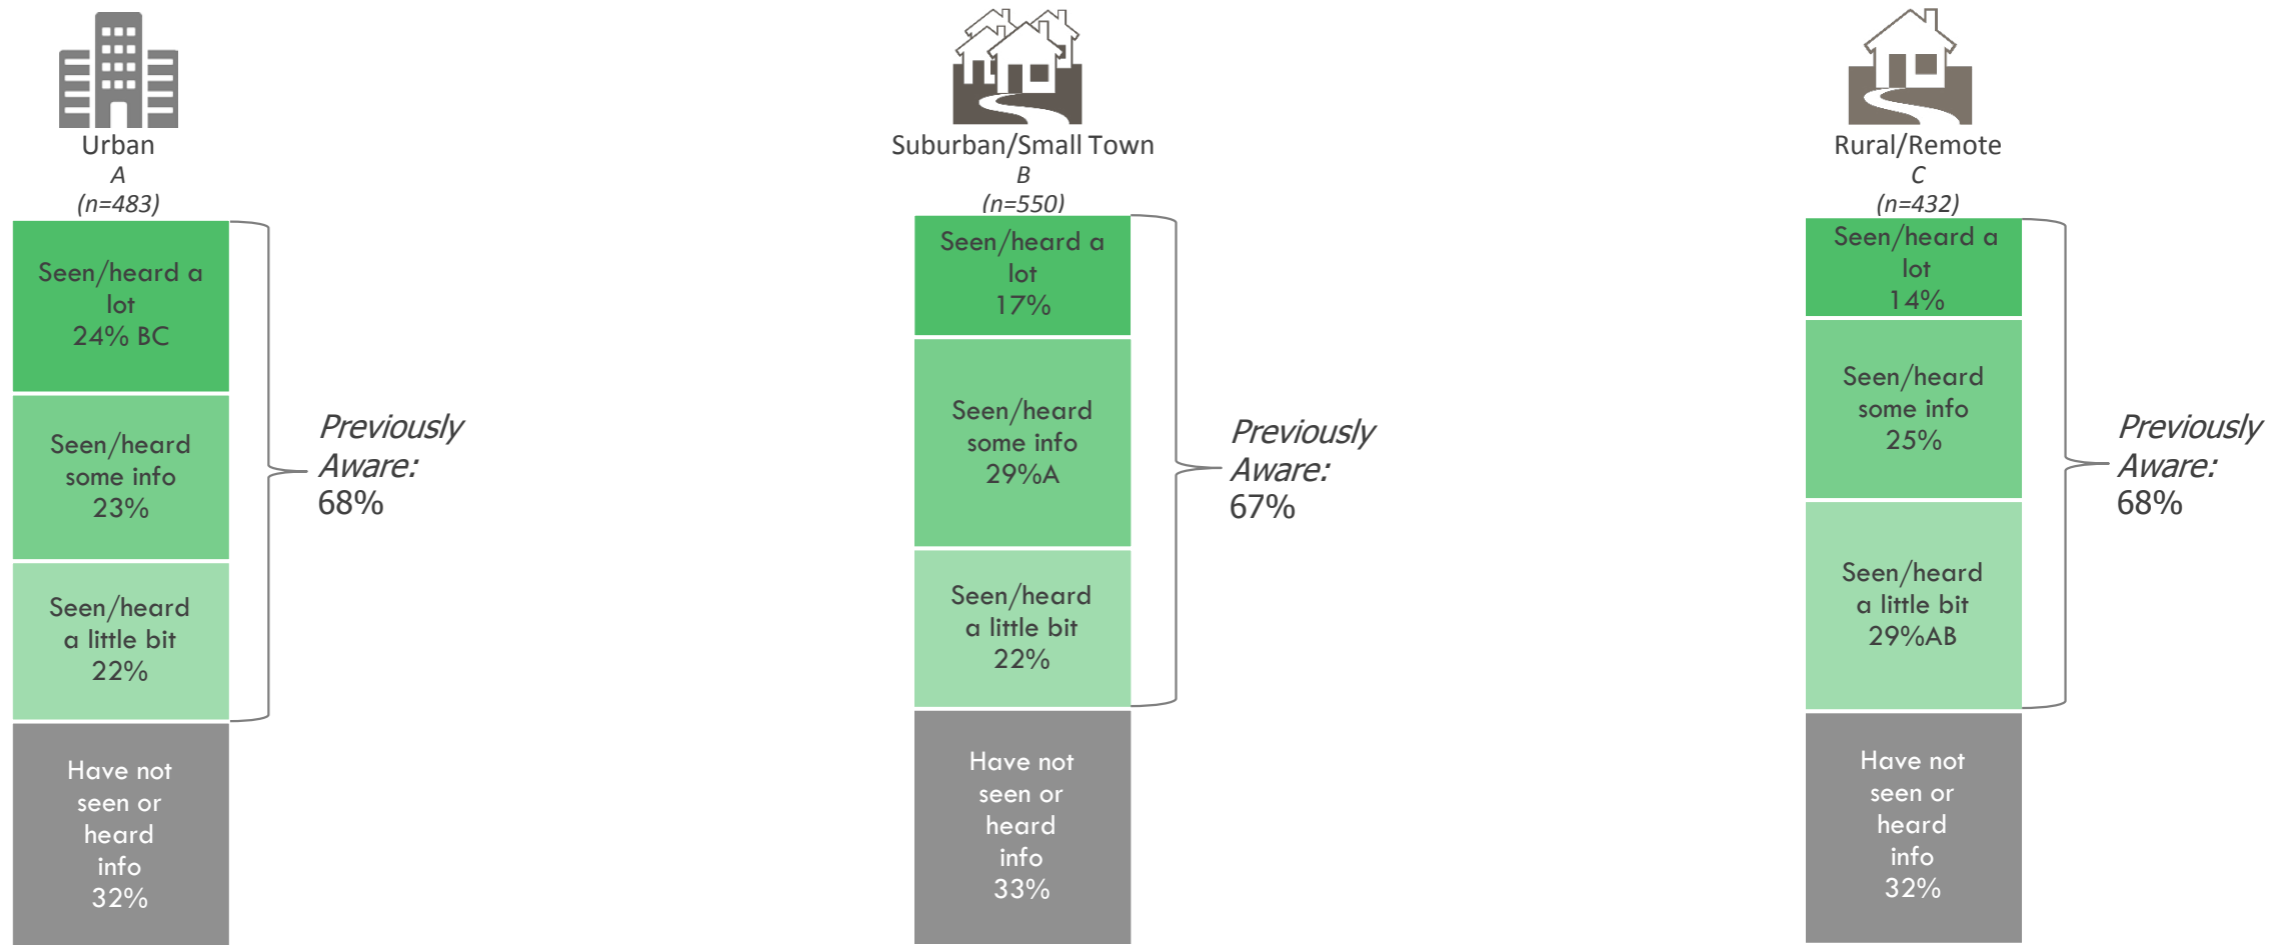 Urban
A
(n=483)
Seen/heard a
lot
24% BC
Seen/heard
some info
23%
Seen/heard
a little bit
22%
Have not
seen or
heard
info
32%
Previously
Aware:
68%
Suburban/Small Town
B
(n=550)
Seen/heard a
lot
17%
Seen/heard
some info
29%A
Seen/heard
a little bit
22%
Have not
seen or
heard
info
33%
Previously
Aware:
67%
Rural/Remote
C
(n=432)
Seen/heard a
lot
14%
Seen/heard
some info
25%
Seen/heard
a little bit
29%AB
Have not
seen or
heard
info
32%
Previously
Aware:
68%